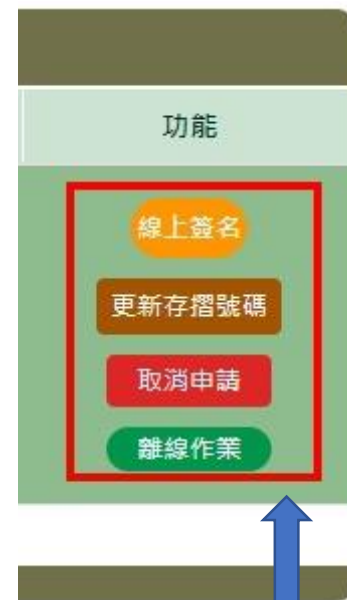 功能
線上簽名
更新存摺號碼
取消申請
離線作業